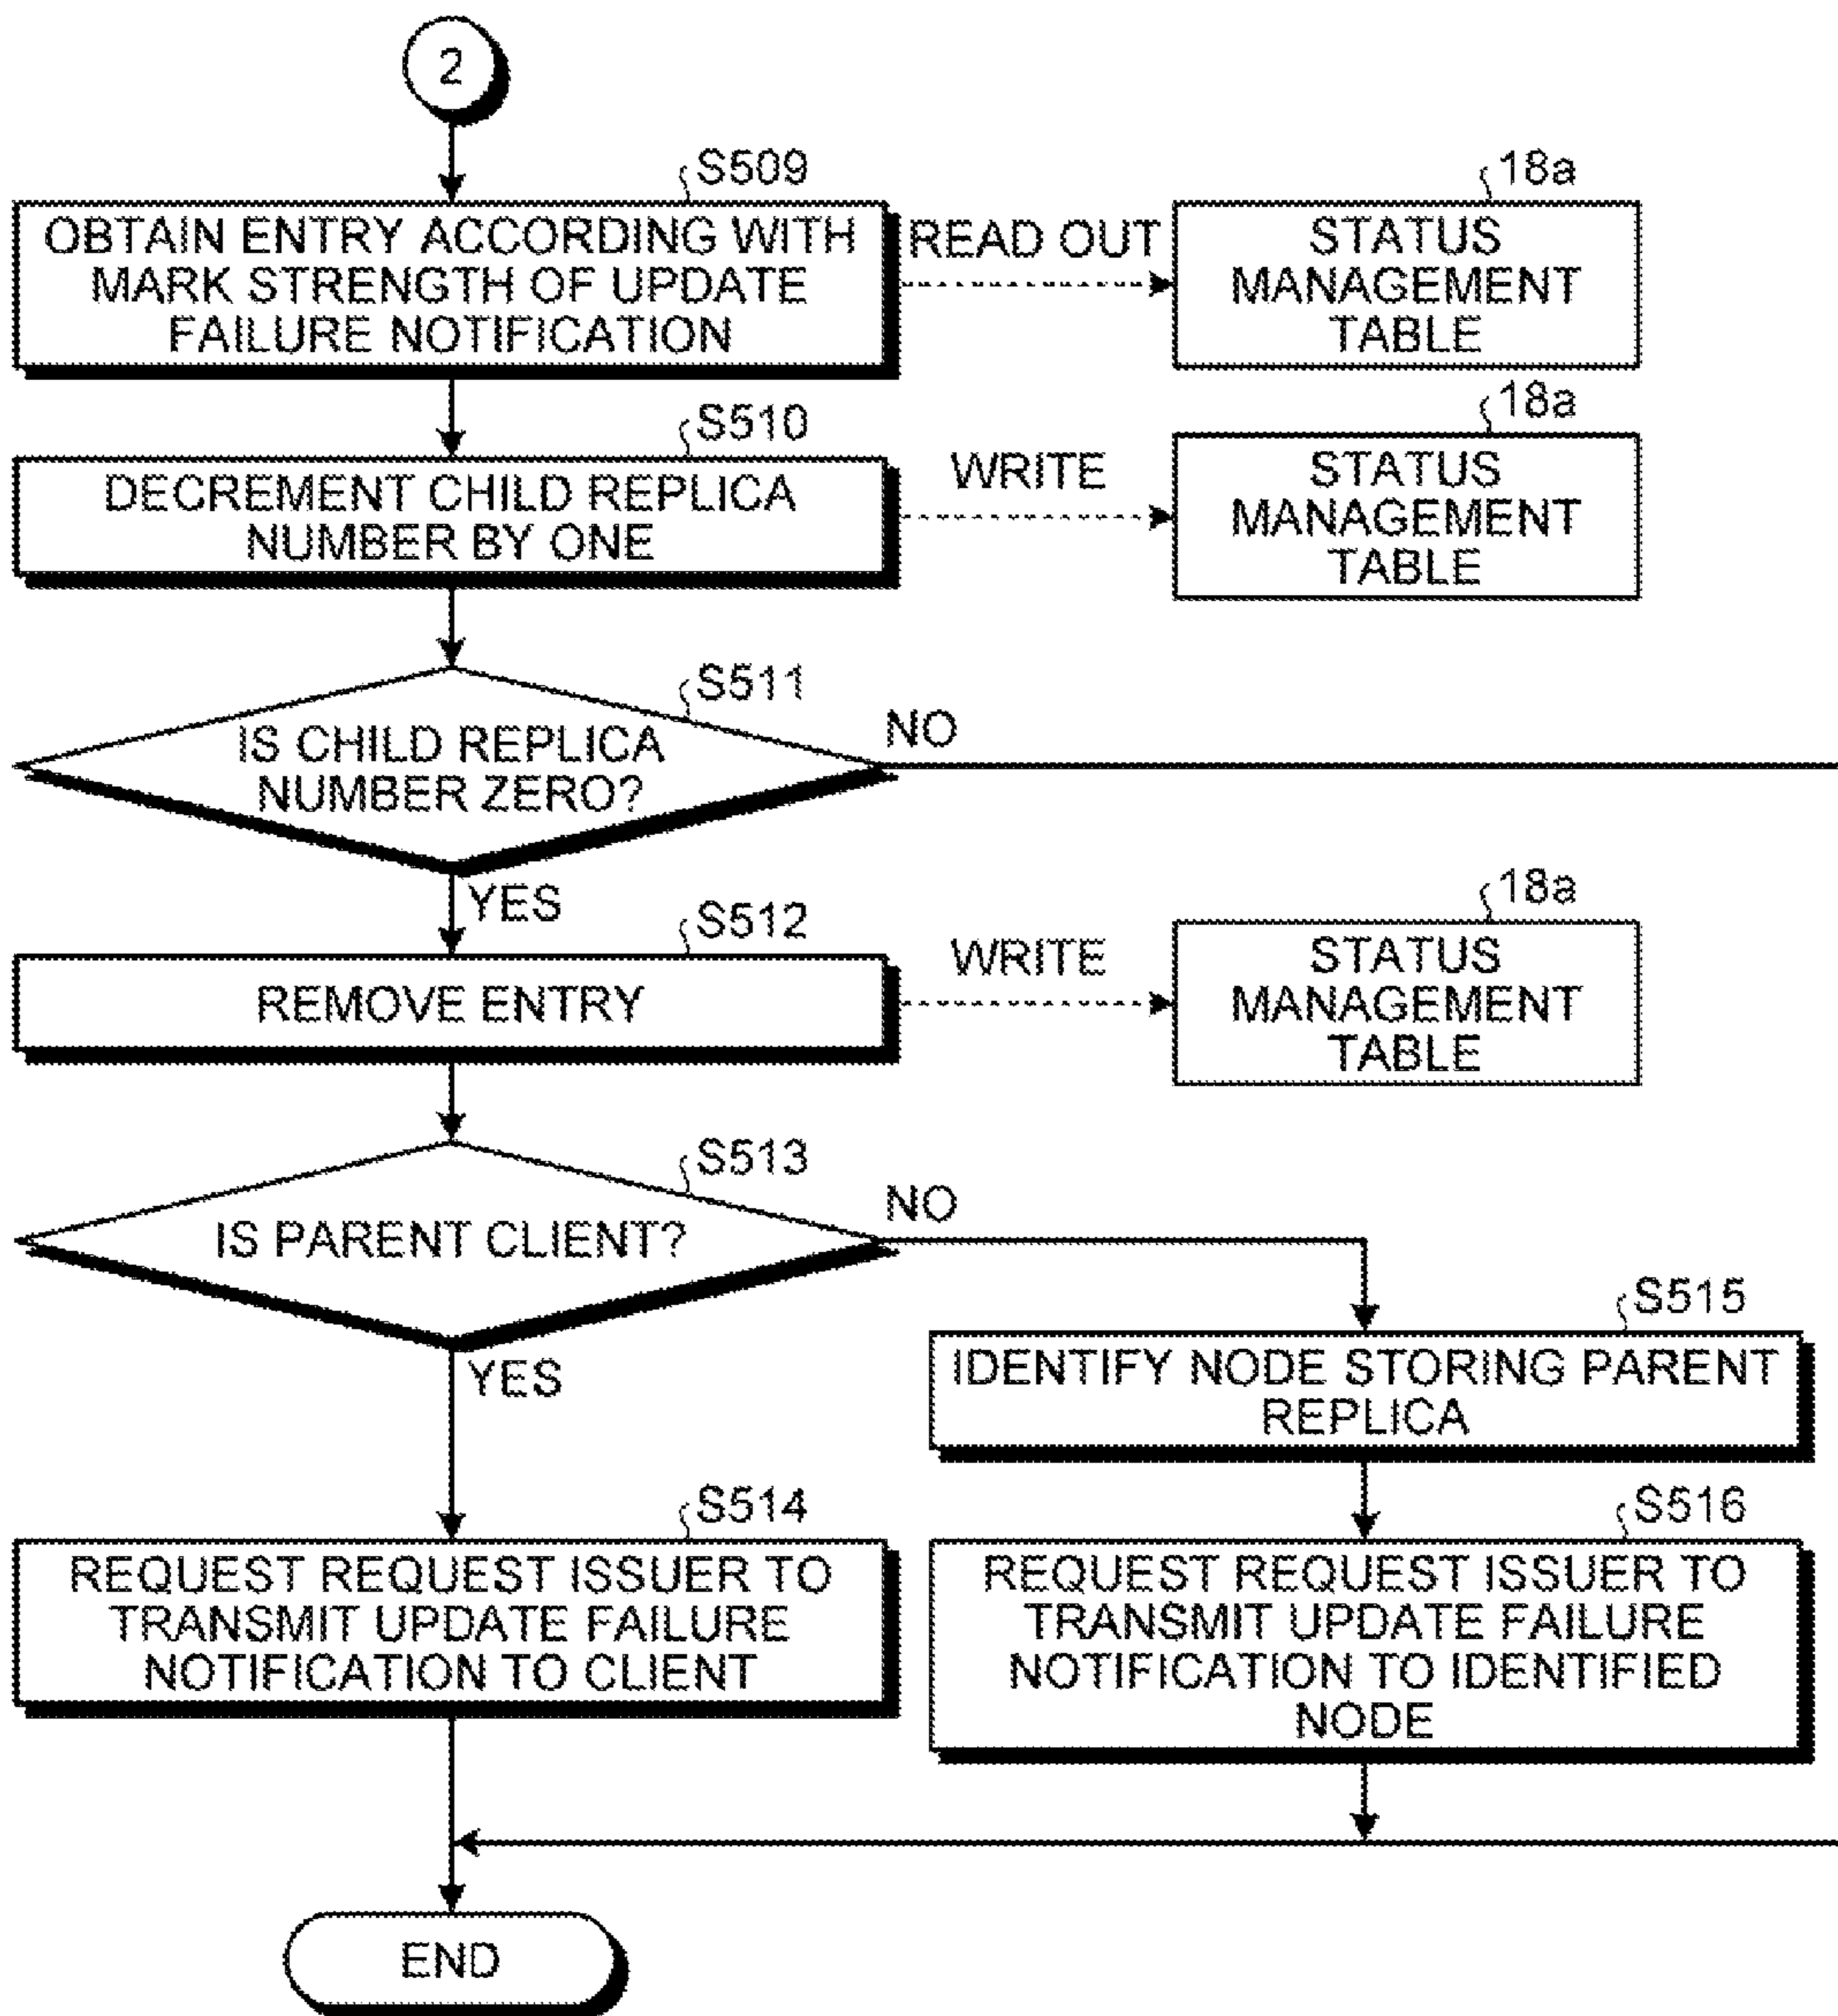 2
S509
OBTAIN ENTRY ACCORDING WITH
MARK STRENGTH OF UPDATE
FAILURE NOTIFICATION
READ OUT
18a
STATUS
MANAGEMENT
TABLE
S510
DECREMENT CHILD REPLICA
NUMBER BY ONE
WRITE
18a
STATUS
MANAGEMENT
TABLE
S511
IS CHILD REPLICA
NUMBER ZERO?
NO
YES
S512
REMOVE ENTRY
WRITE
18a
STATUS
MANAGEMENT
TABLE
S513
IS PARENT CLIENT?
NO
YES
S515
IDENTIFY NODE STORING PARENT
REPLICA
S514
REQUEST REQUEST ISSUER TO
TRANSMIT UPDATE FAILURE
NOTIFICATION TO CLIENT
S516
REQUEST REQUEST ISSUER TO
TRANSMIT UPDATE FAILURE
NOTIFICATION TO IDENTIFIED
NODE
END